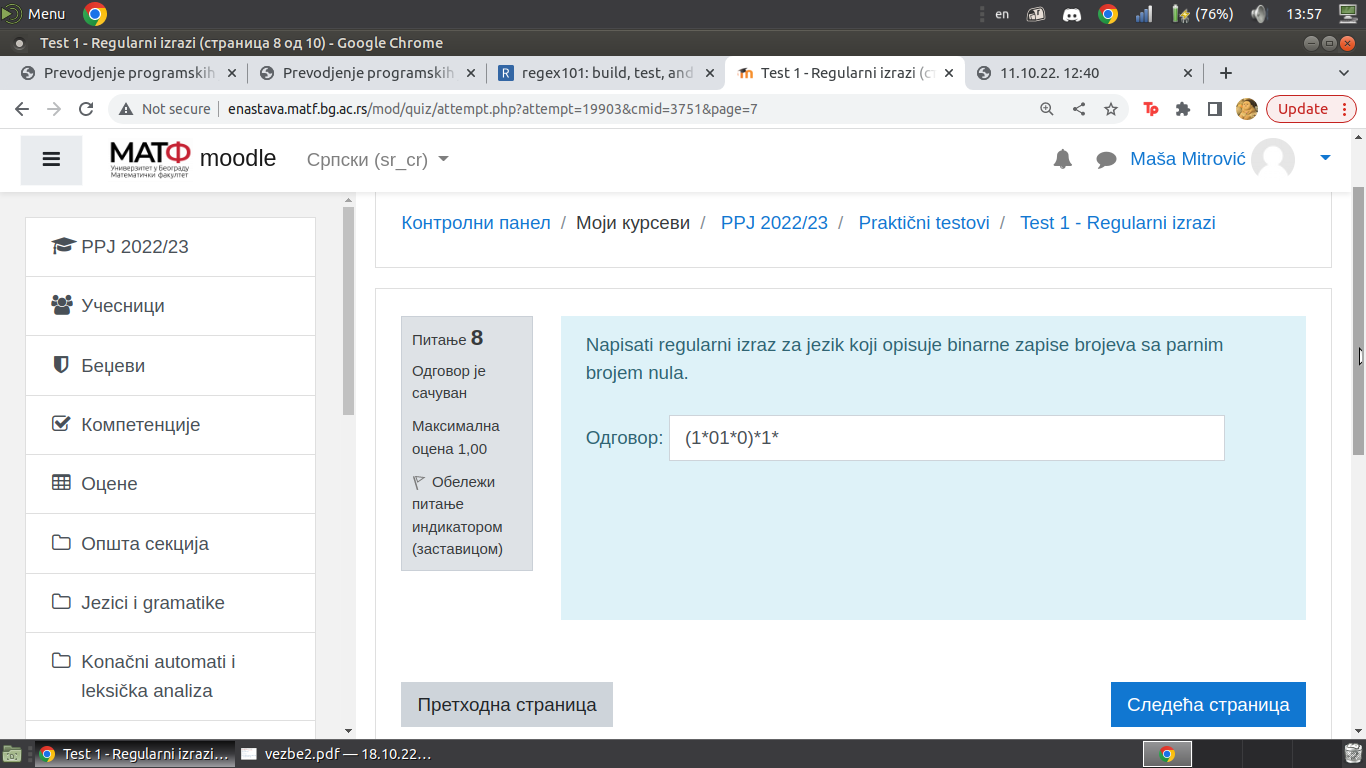 Menu
en
(76%)
13:57
Test 1 - Regularni izrazi (страница 8 од 10) - Google Chrome
Prevodjenje programskih
Prevodjenje programskih
R
regex101: build, test, and
Test 1 - Regularni izrazi (с
11.10.22. 12:40
Not secure
enastava.matf.bg.ac.rs/mod/quiz/attempt.php?attempt=19903&cmid=3751&page=7
Tp
Update
МАТФ
Универзитет у Београду
Математички факултет
moodle
Српски (sr_cr)
Maša Mitrović
Контролни панел / Моји курсеви / PPJ 2022/23 / Praktični testovi / Test 1 - Regularni izrazi
PPJ 2022/23
Учесници
Беџеви
Компетенције
Оцене
Општа секција
Jezici i gramatike
Konačni automati i
leksička analiza
Питање 8
Одговор је
сачуван
Максимална
оцена 1,00
Обележи
питање
индикатором
(заставицом)
Napisati regularni izraz za jezik koji opisuje binarne zapise brojeva sa parnim
brojem nula.
Одговор:
(1*01*0)*1*
Претходна страница
Следећа страница
Test 1 - Regularni izrazi...
vezbe2.pdf — 18.10.22...